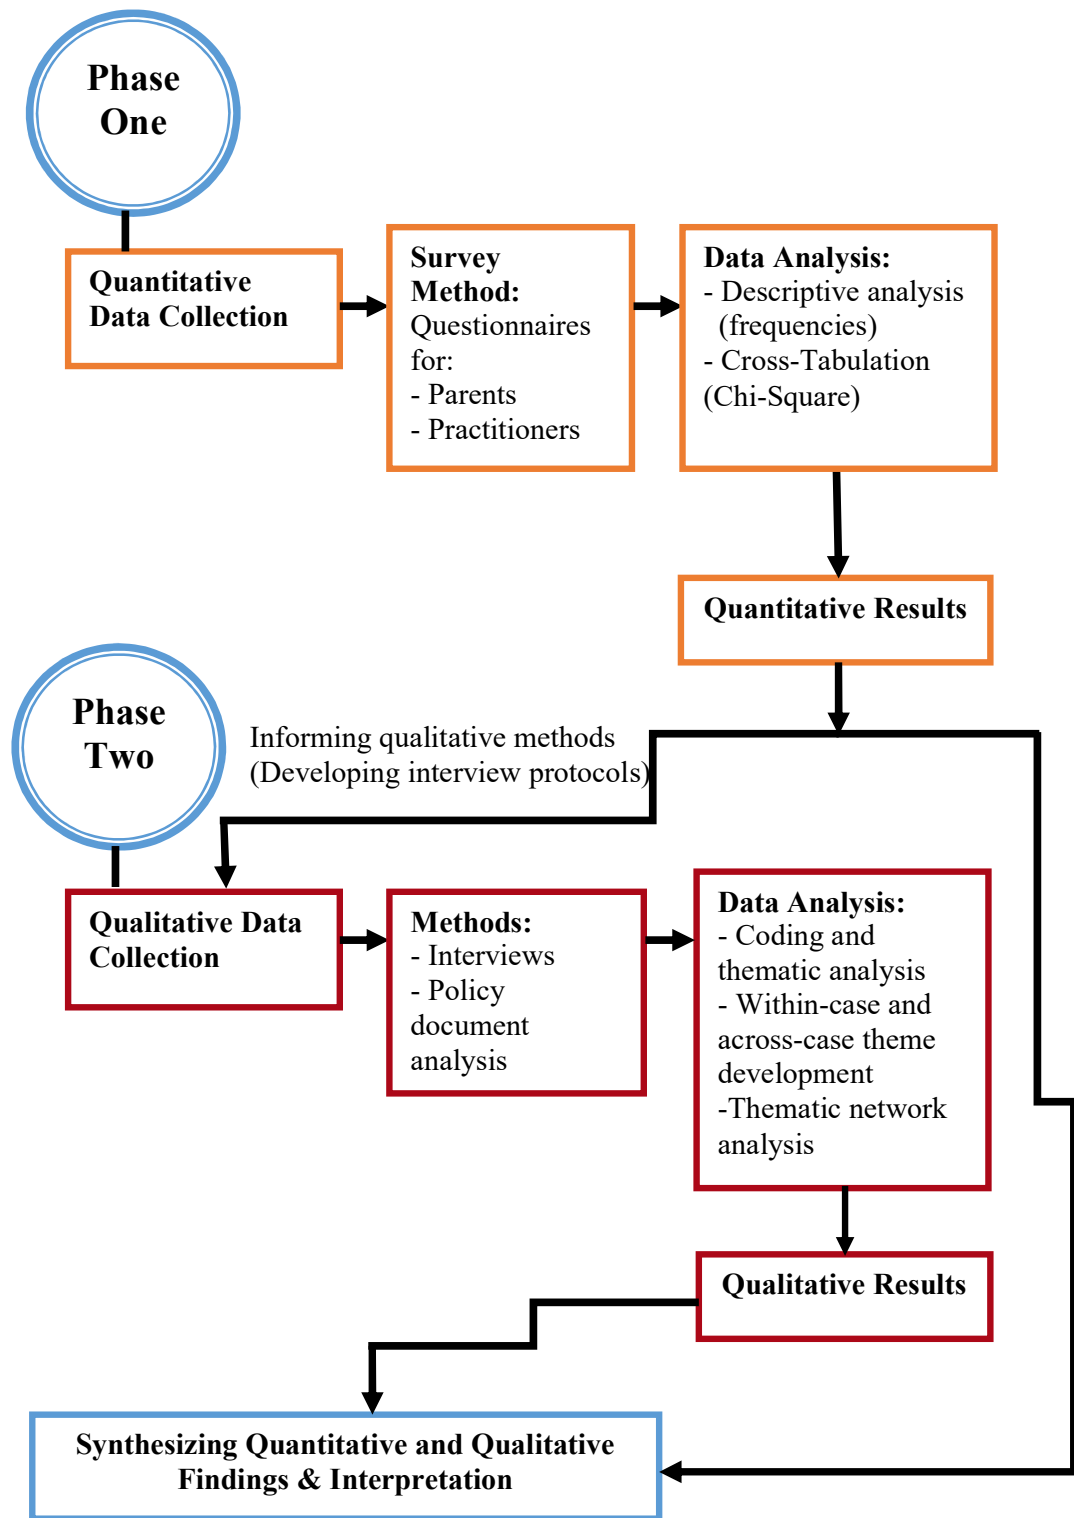 Phase
One
Quantitative
Data Collection
Survey
Method:
Questionnaires
for:
- Parents
- Practitioners
Data Analysis:
- Descriptive analysis
(frequencies)
- Cross-Tabulation
(Chi-Square)
Quantitative Results
Phase
Two
Informing qualitative methods
(Developing interview protocols)
Qualitative Data
Collection
Methods:
- Interviews
- Policy
document
analysis
Data Analysis:
- Coding and
thematic analysis
- Within-case and
across-case theme
development
-Thematic network
analysis
Qualitative Results
Synthesizing Quantitative and Qualitative
Findings & Interpretation